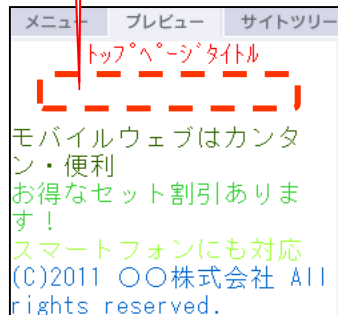 メニュー プレビュー サイトツリー
トップページタイトル
モバイルウェブはカンタ
ン・便利
お得なセット割引ありま
す！
スマートフォンにも対応
(C)2011 〇〇株式会社 All
rights reserved.